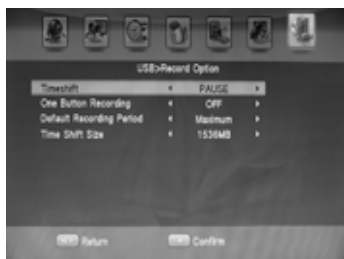 USB>Record Option
Timeshift PAUSE
One Button Recording OFF
Default Recording Period Maximum
Time Shift Size 1536MB
Return Confirm